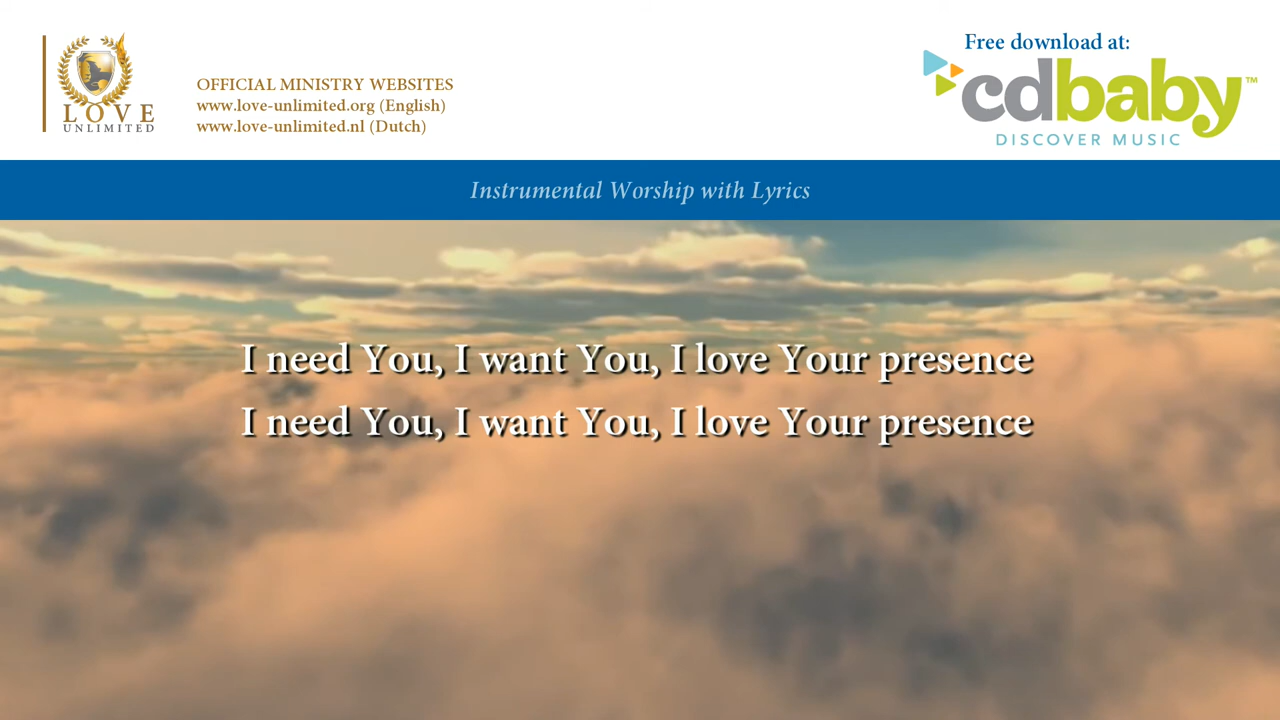 LOVE
UNLIMITED
OFFICIAL MINISTRY WEBSITES
www.love-unlimited.org (English)
www.love-unlimited.nl (Dutch)
Free download at:
cdbaby™
DISCOVER MUSIC
Instrumental Worship with Lyrics
I need You, I want You, I love Your presence
I need You, I want You, I love Your presence